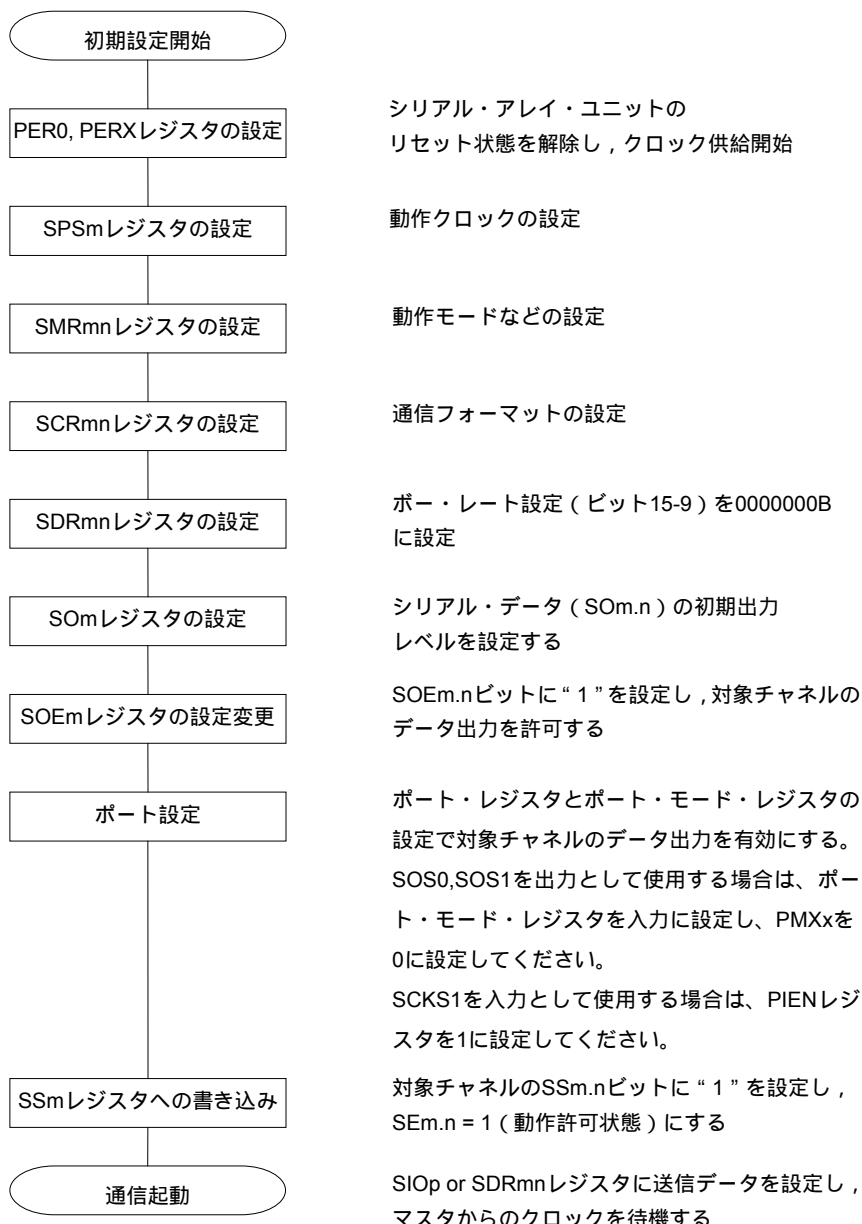 初期設定開始
PER0, PERXレジスタの設定
シリアル・アレイ・ユニットの
リセット状態を解除し，クロック供給開始
SPSmレジスタの設定
動作クロックの設定
SMRmnレジスタの設定
動作モードなどの設定
SCRmnレジスタの設定
通信フォーマットの設定
SDRmnレジスタの設定
ボー・レート設定（ビット15-9）を0000000B
に設定
SOmレジスタの設定
シリアル・データ（SOm.n）の初期出力
レベルを設定する
SOEmレジスタの設定変更
SOEm.nビットに“1”を設定し，対象チャネルの
データ出力を許可する
ポート設定
ポート・レジスタとポート・モード・レジスタの
設定で対象チャネルのデータ出力を有効にする。
SOS0,SOS1を出力として使用する場合は、ポー
ト・モード・レジスタを入力に設定し、PMXxを
0に設定してください。
SCKS1を入力として使用する場合は、PIENレジ
スタを1に設定してください。
SSmレジスタへの書き込み
対象チャネルのSSm.nビットに“1”を設定し，
SEm.n = 1（動作許可状態）にする
通信起動
SIOp or SDRmnレジスタに送信データを設定し，
マスタからのクロックを待機する